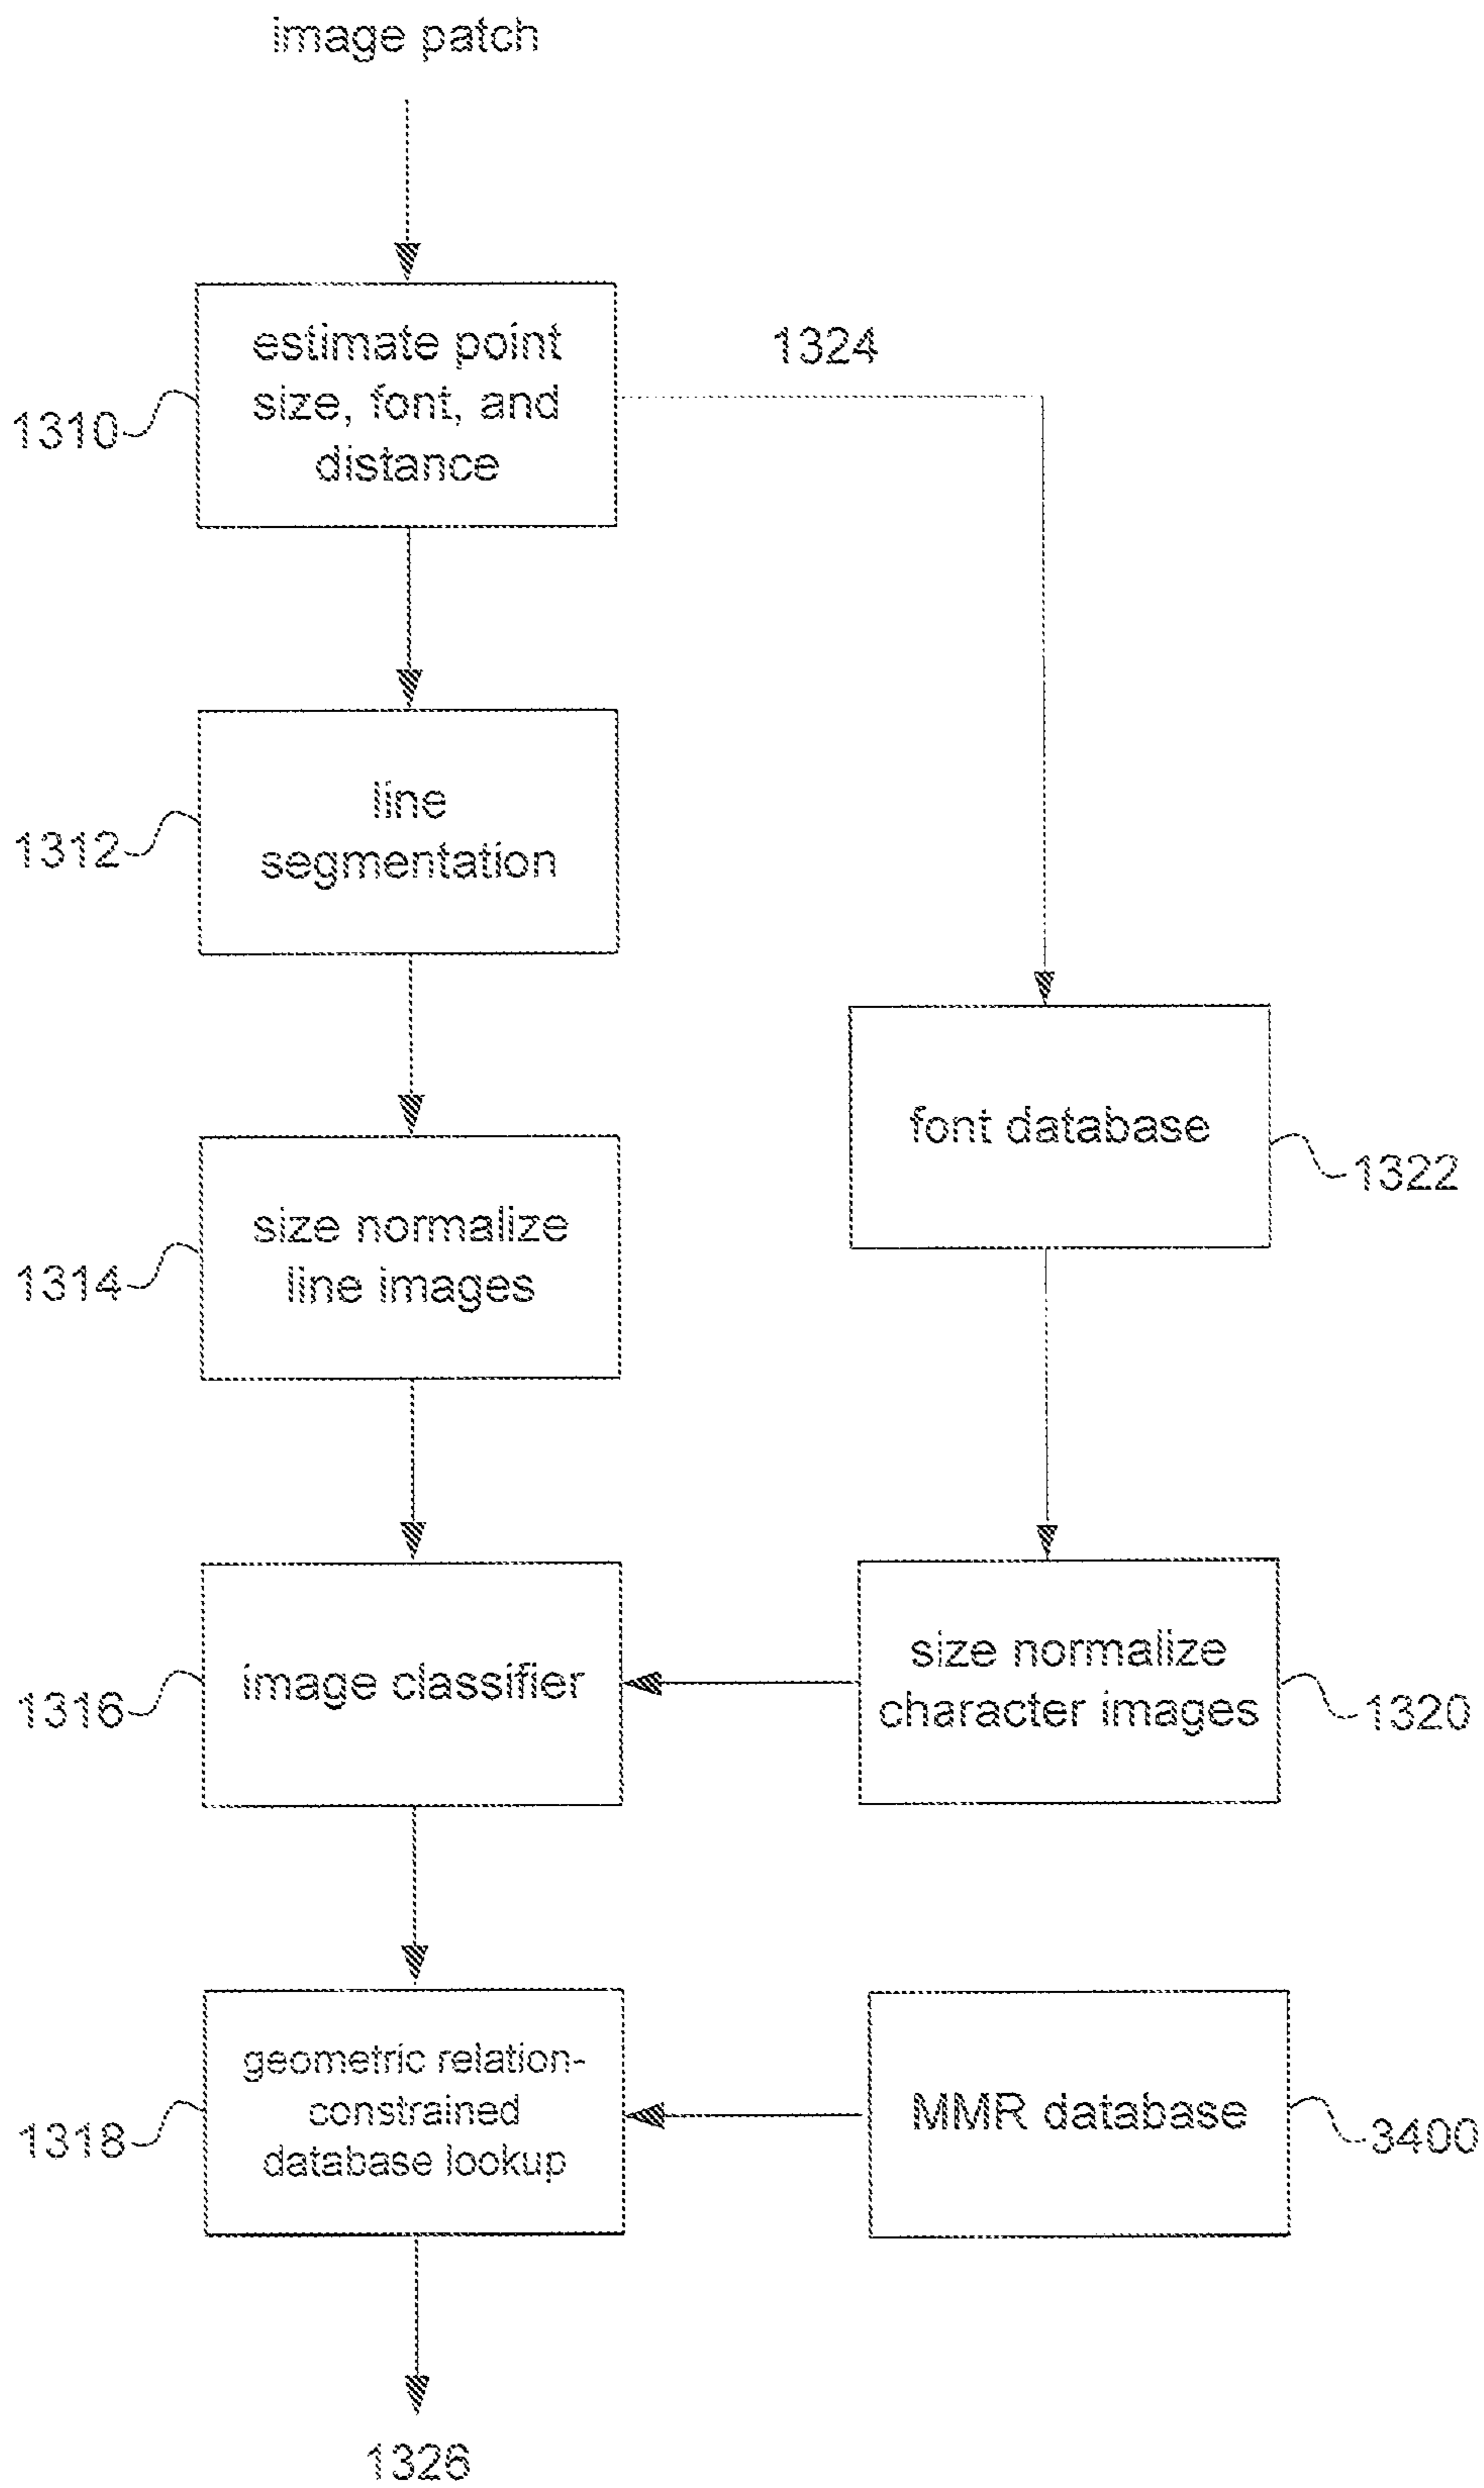 image patch
estimate point
size, font, and
distance
1310
1324
line
segmentation
1312
font database
1322
size normalize
line images
1314
image classifier
1316
size normalize
character images
1320
geometric relation-
constrained
database lookup
1318
MMR database
3400
1326